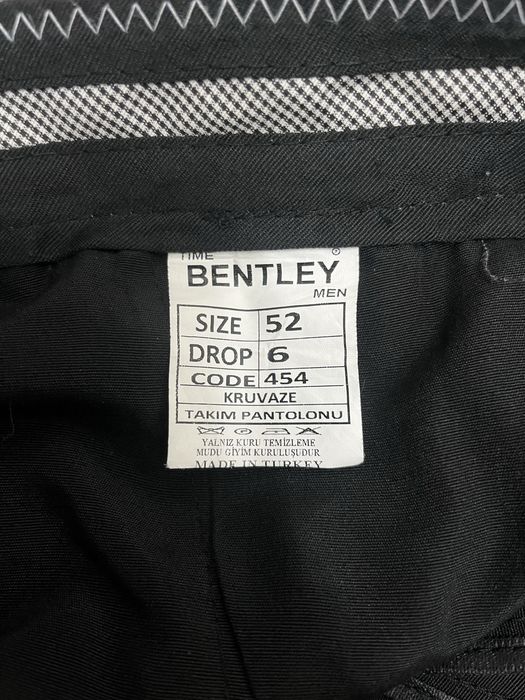 TIME
BENTLEY
MEN
SIZE 52
DROP 6
CODE 454
KRUVAZE
TAKIM PANTOLONU
YALNIZ KURU TEMİZLEME
MUDU GİYİM KURULUŞUDUR
MADE IN TURKEY